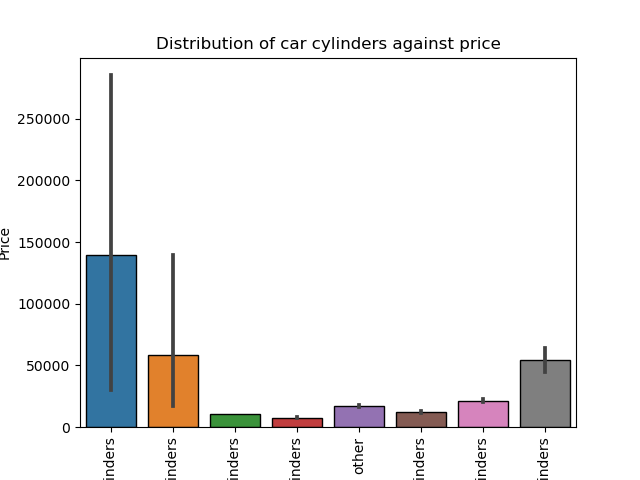 Distribution of car cylinders against price
Price
250000
200000
150000
100000
50000
0
inders
inders
inders
inders
other
inders
inders
inders